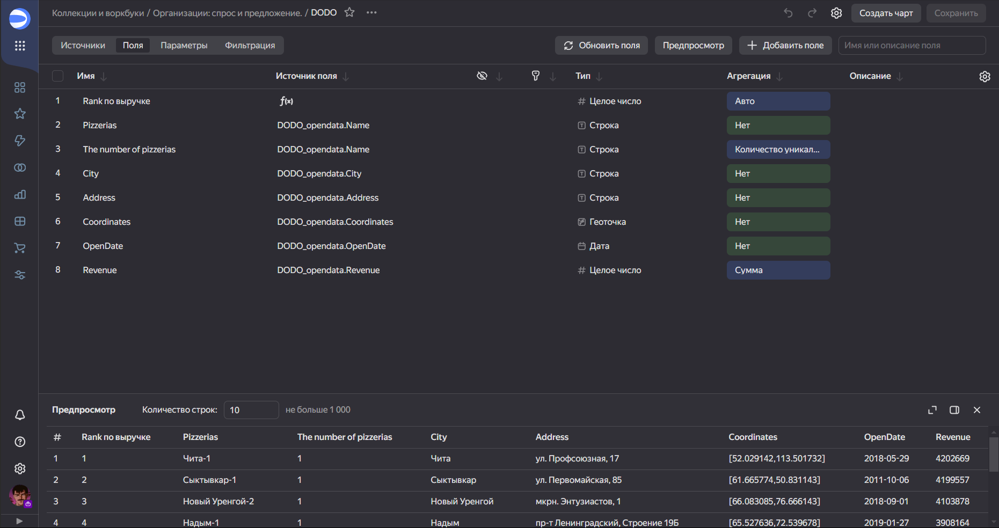 Коллекции и воркбуки / Организации: спрос и предложение. / DODO
Создать чарт
Сохранить
Источники Поля Параметры Фильтрация
Обновить поля
Предпросмотр
Добавить поле
Имя или описание поля
Имя Источник поля Тип Агрегация Описание
1 Rank по выручке f(x) # Целое число Авто
2 Pizzerias DODO_opendata.Name T Строка Нет
3 The number of pizzerias DODO_opendata.Name T Строка Количество уникал...
4 City DODO_opendata.City T Строка Нет
5 Address DODO_opendata.Address T Строка Нет
6 Coordinates DODO_opendata.Coordinates Геоточка Нет
7 OpenDate DODO_opendata.OpenDate Дата Нет
8 Revenue DODO_opendata.Revenue # Целое число Сумма
Предпросмотр Количество строк: 10 не больше 1 000
# Rank по выручке Pizzerias The number of pizzerias City Address Coordinates OpenDate Revenue
1 1 Чита-1 1 Чита ул. Профсоюзная, 17 [52.029142,113.501732] 2018-05-29 4202669
2 2 Сыктывкар-1 1 Сыктывкар ул. Первомайская, 85 [61.665774,50.831143] 2011-10-06 4199557
3 3 Новый Уренгой-2 1 Новый Уренгой мкрн. Энтузиастов, 1 [66.083085,76.666143] 2018-09-01 4103878
4 4 Надым-1 1 Надым пр-т Ленинградский, Строение 19Б [65.527636,72.539678] 2019-01-27 3908164